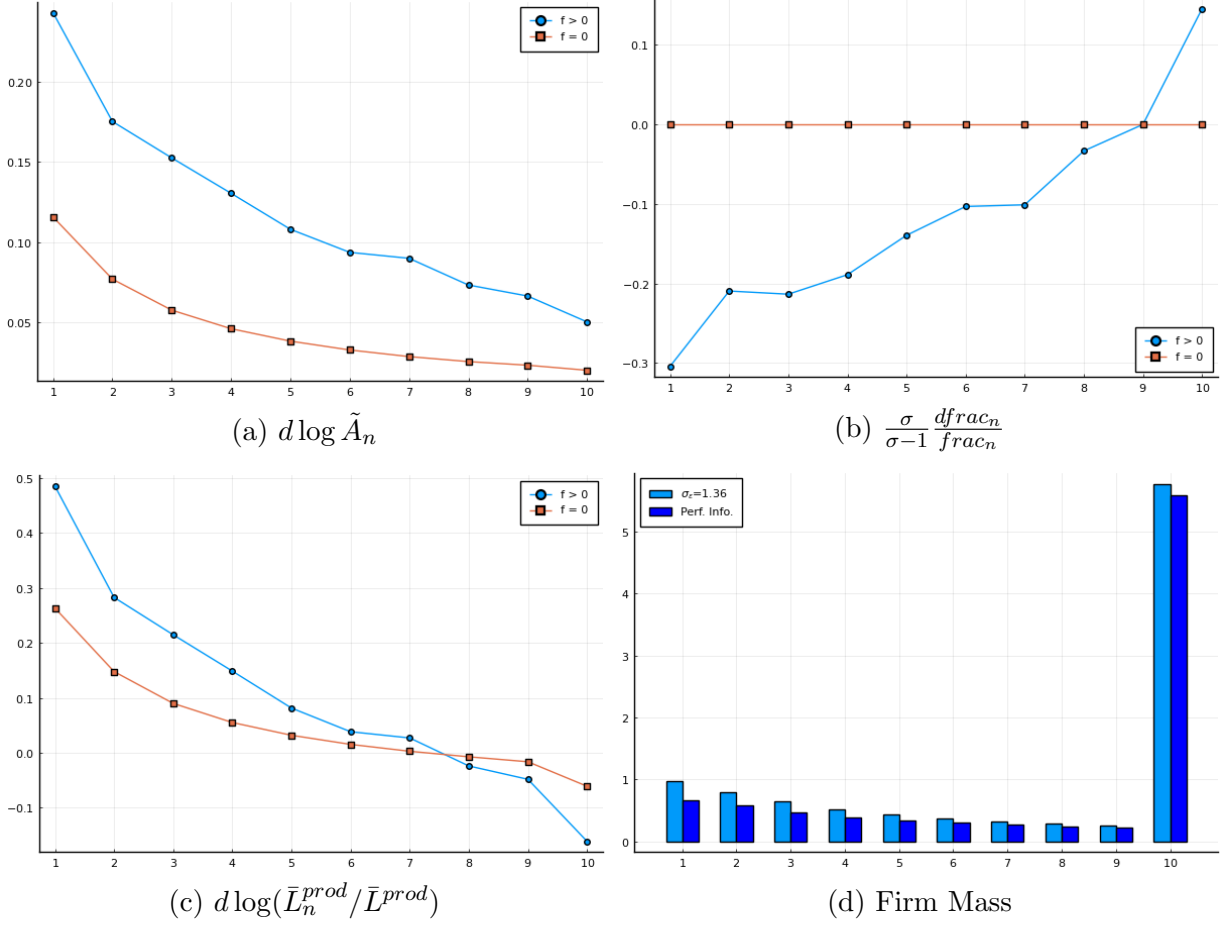 f > 0
f = 0
0.20
0.15
0.10
0.05
1 2 3 4 5 6 7 8 9 10
(a) d log Ã_n
0.1
0.0
−0.1
−0.2
−0.3
f > 0
f = 0
1 2 3 4 5 6 7 8 9 10
(b) \frac{σ}{σ−1} \frac{dfrac_n}{frac_n}
0.5
0.4
0.3
0.2
0.1
0.0
−0.1
f > 0
f = 0
1 2 3 4 5 6 7 8 9 10
(c) d log(L̄_n^{prod}/L̄^{prod})
σ_ε=1.36
Perf. Info.
5
4
3
2
1
0
1 2 3 4 5 6 7 8 9 10
(d) Firm Mass